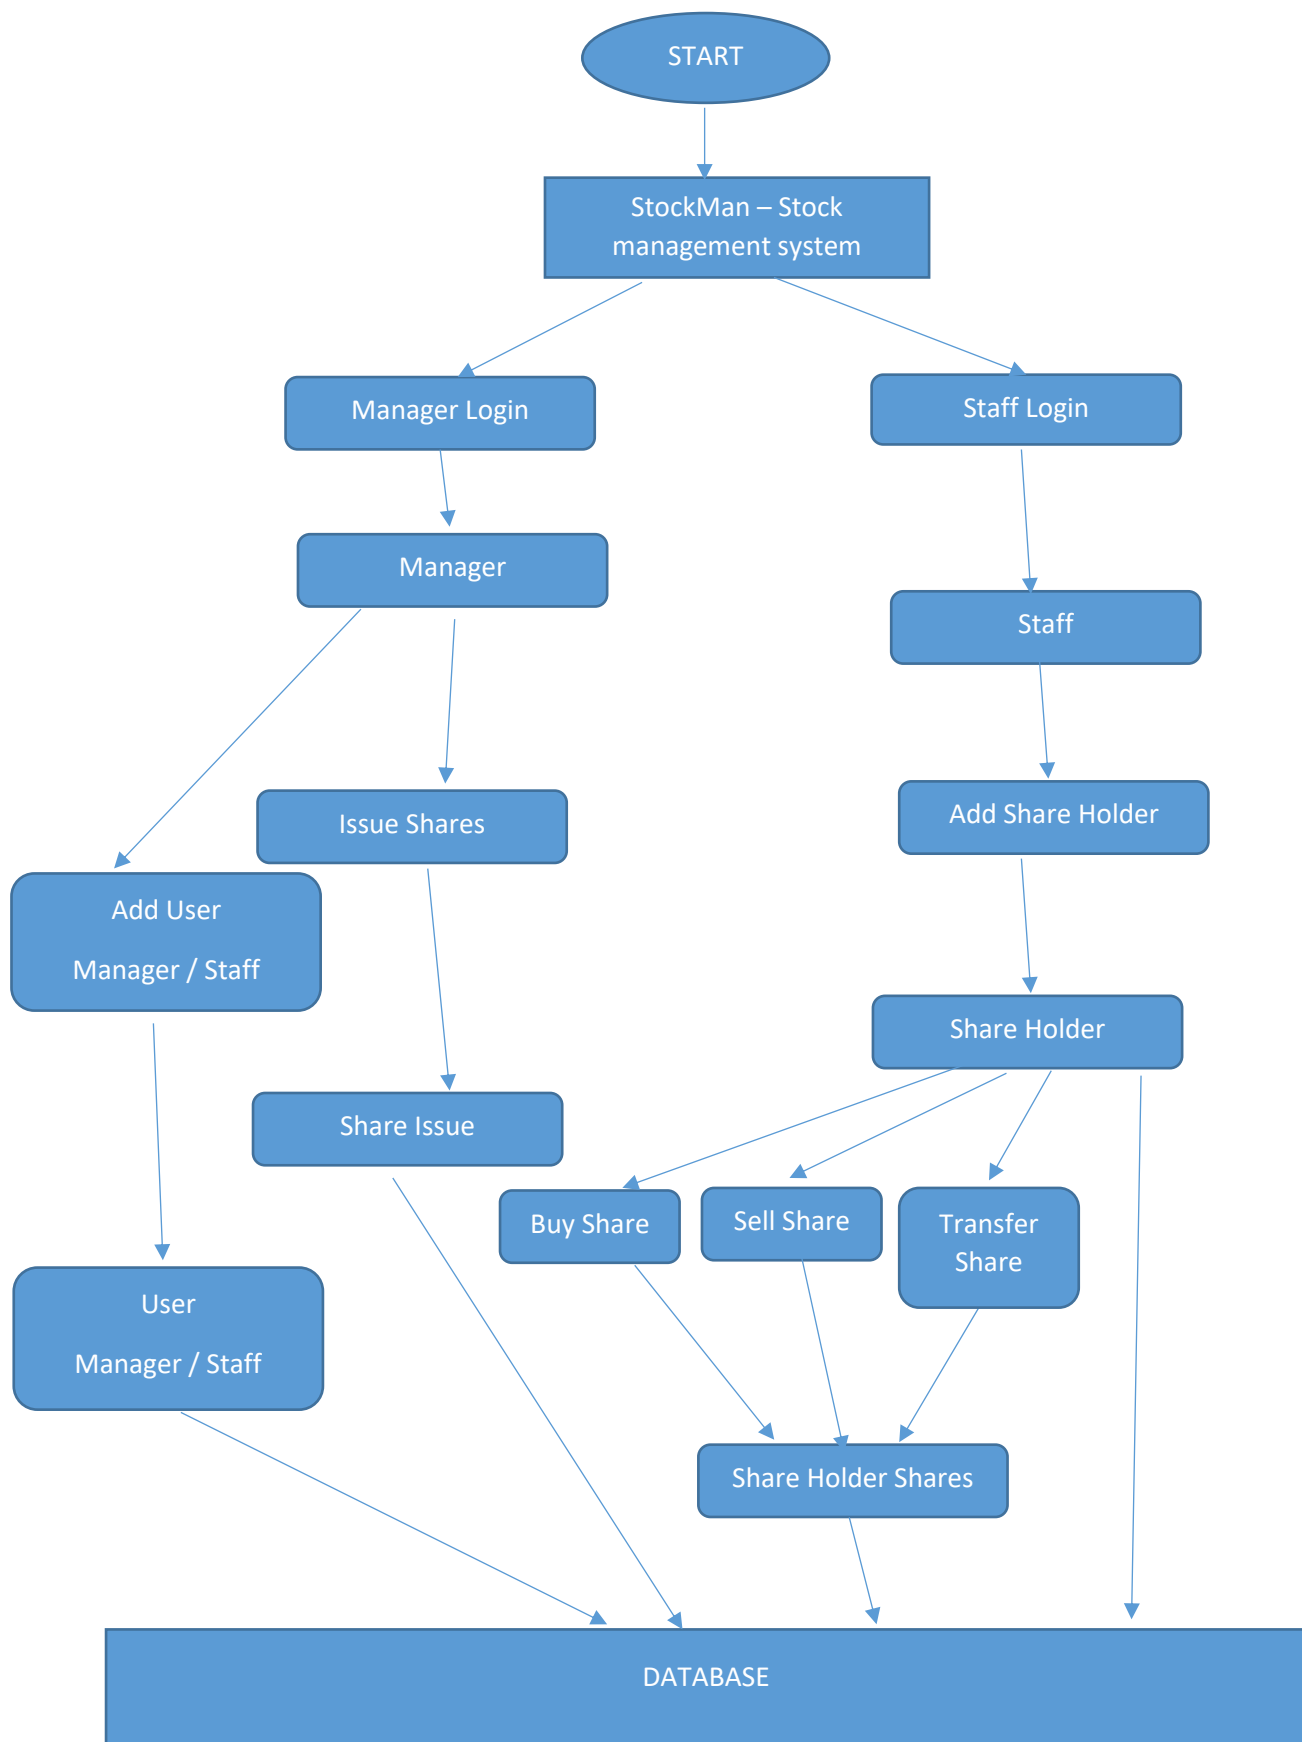 START
StockMan – Stock
management system
Manager Login
Staff Login
Manager
Staff
Issue Shares
Add Share Holder
Add User
Manager / Staff
Share Holder
Share Issue
Buy Share
Sell Share
Transfer
Share
User
Manager / Staff
Share Holder Shares
DATABASE